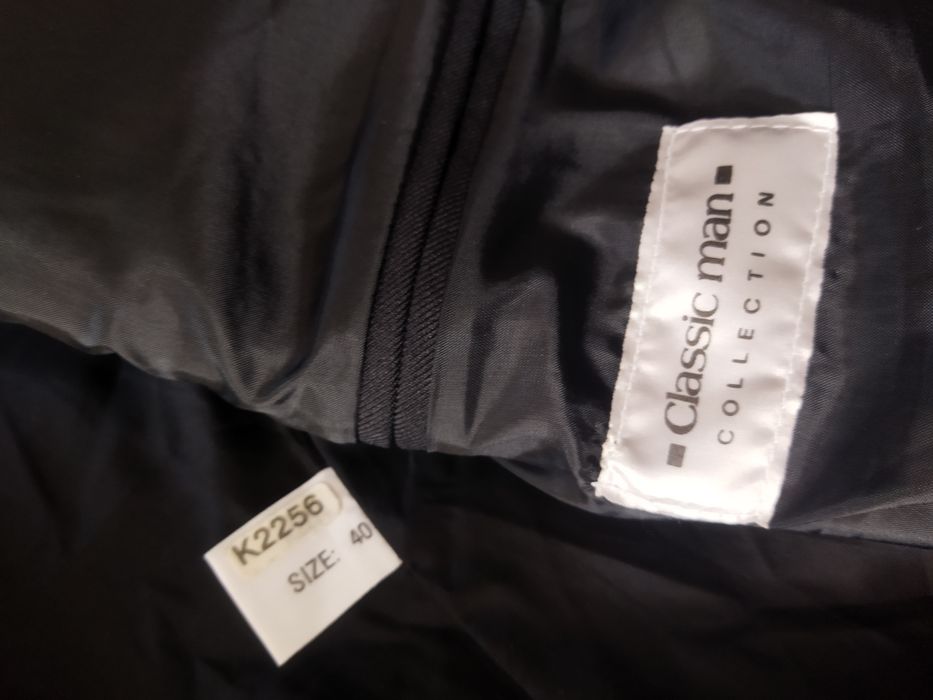 Classic man
COLLECTION
K2256
SIZE: 40